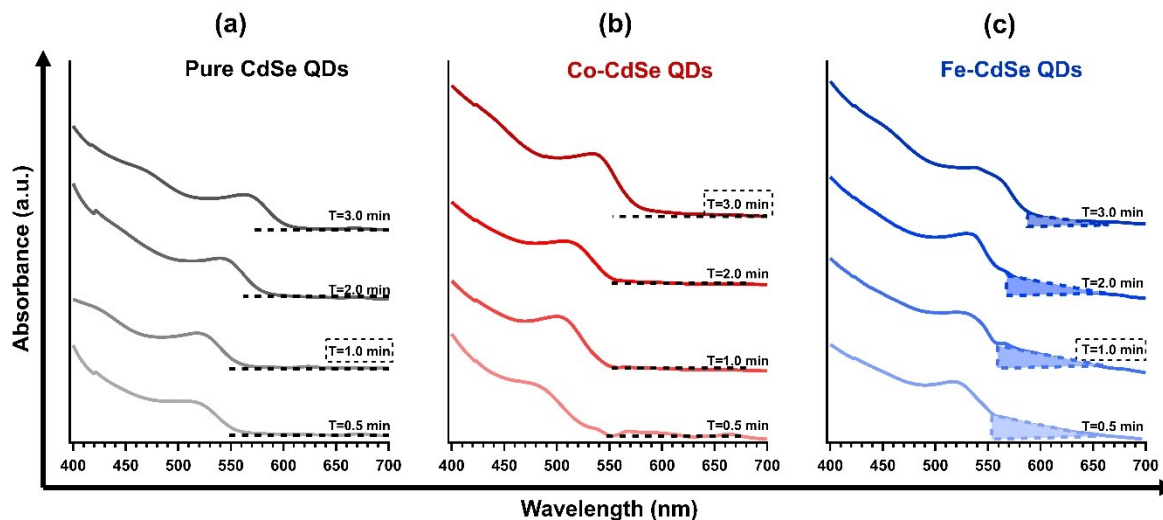 (a)
(b)
(c)
Pure CdSe QDs
Co-CdSe QDs
Fe-CdSe QDs
Absorbance (a.u.)
T=3.0 min
T=2.0 min
T=1.0 min
T=0.5 min
400 450 500 550 600 650 700
T=3.0 min
T=2.0 min
T=1.0 min
T=0.5 min
400 450 500 550 600 650 700
T=3.0 min
T=2.0 min
T=1.0 min
T=0.5 min
400 450 500 550 600 650 700
Wavelength (nm)